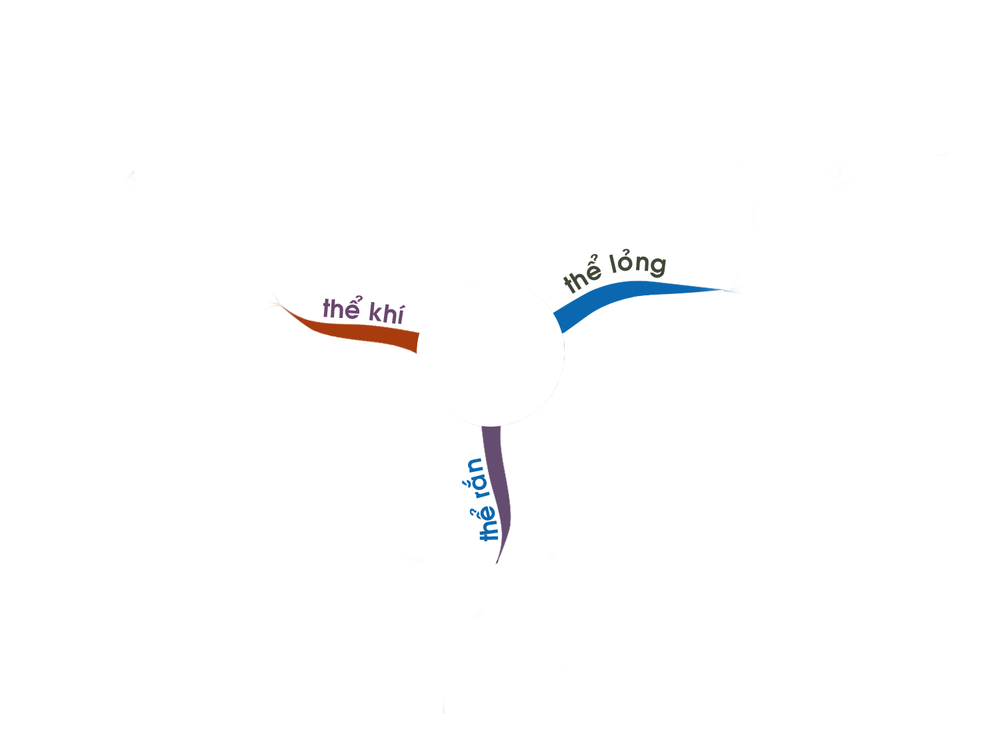 thể lỏng
thể khí
thể rắn